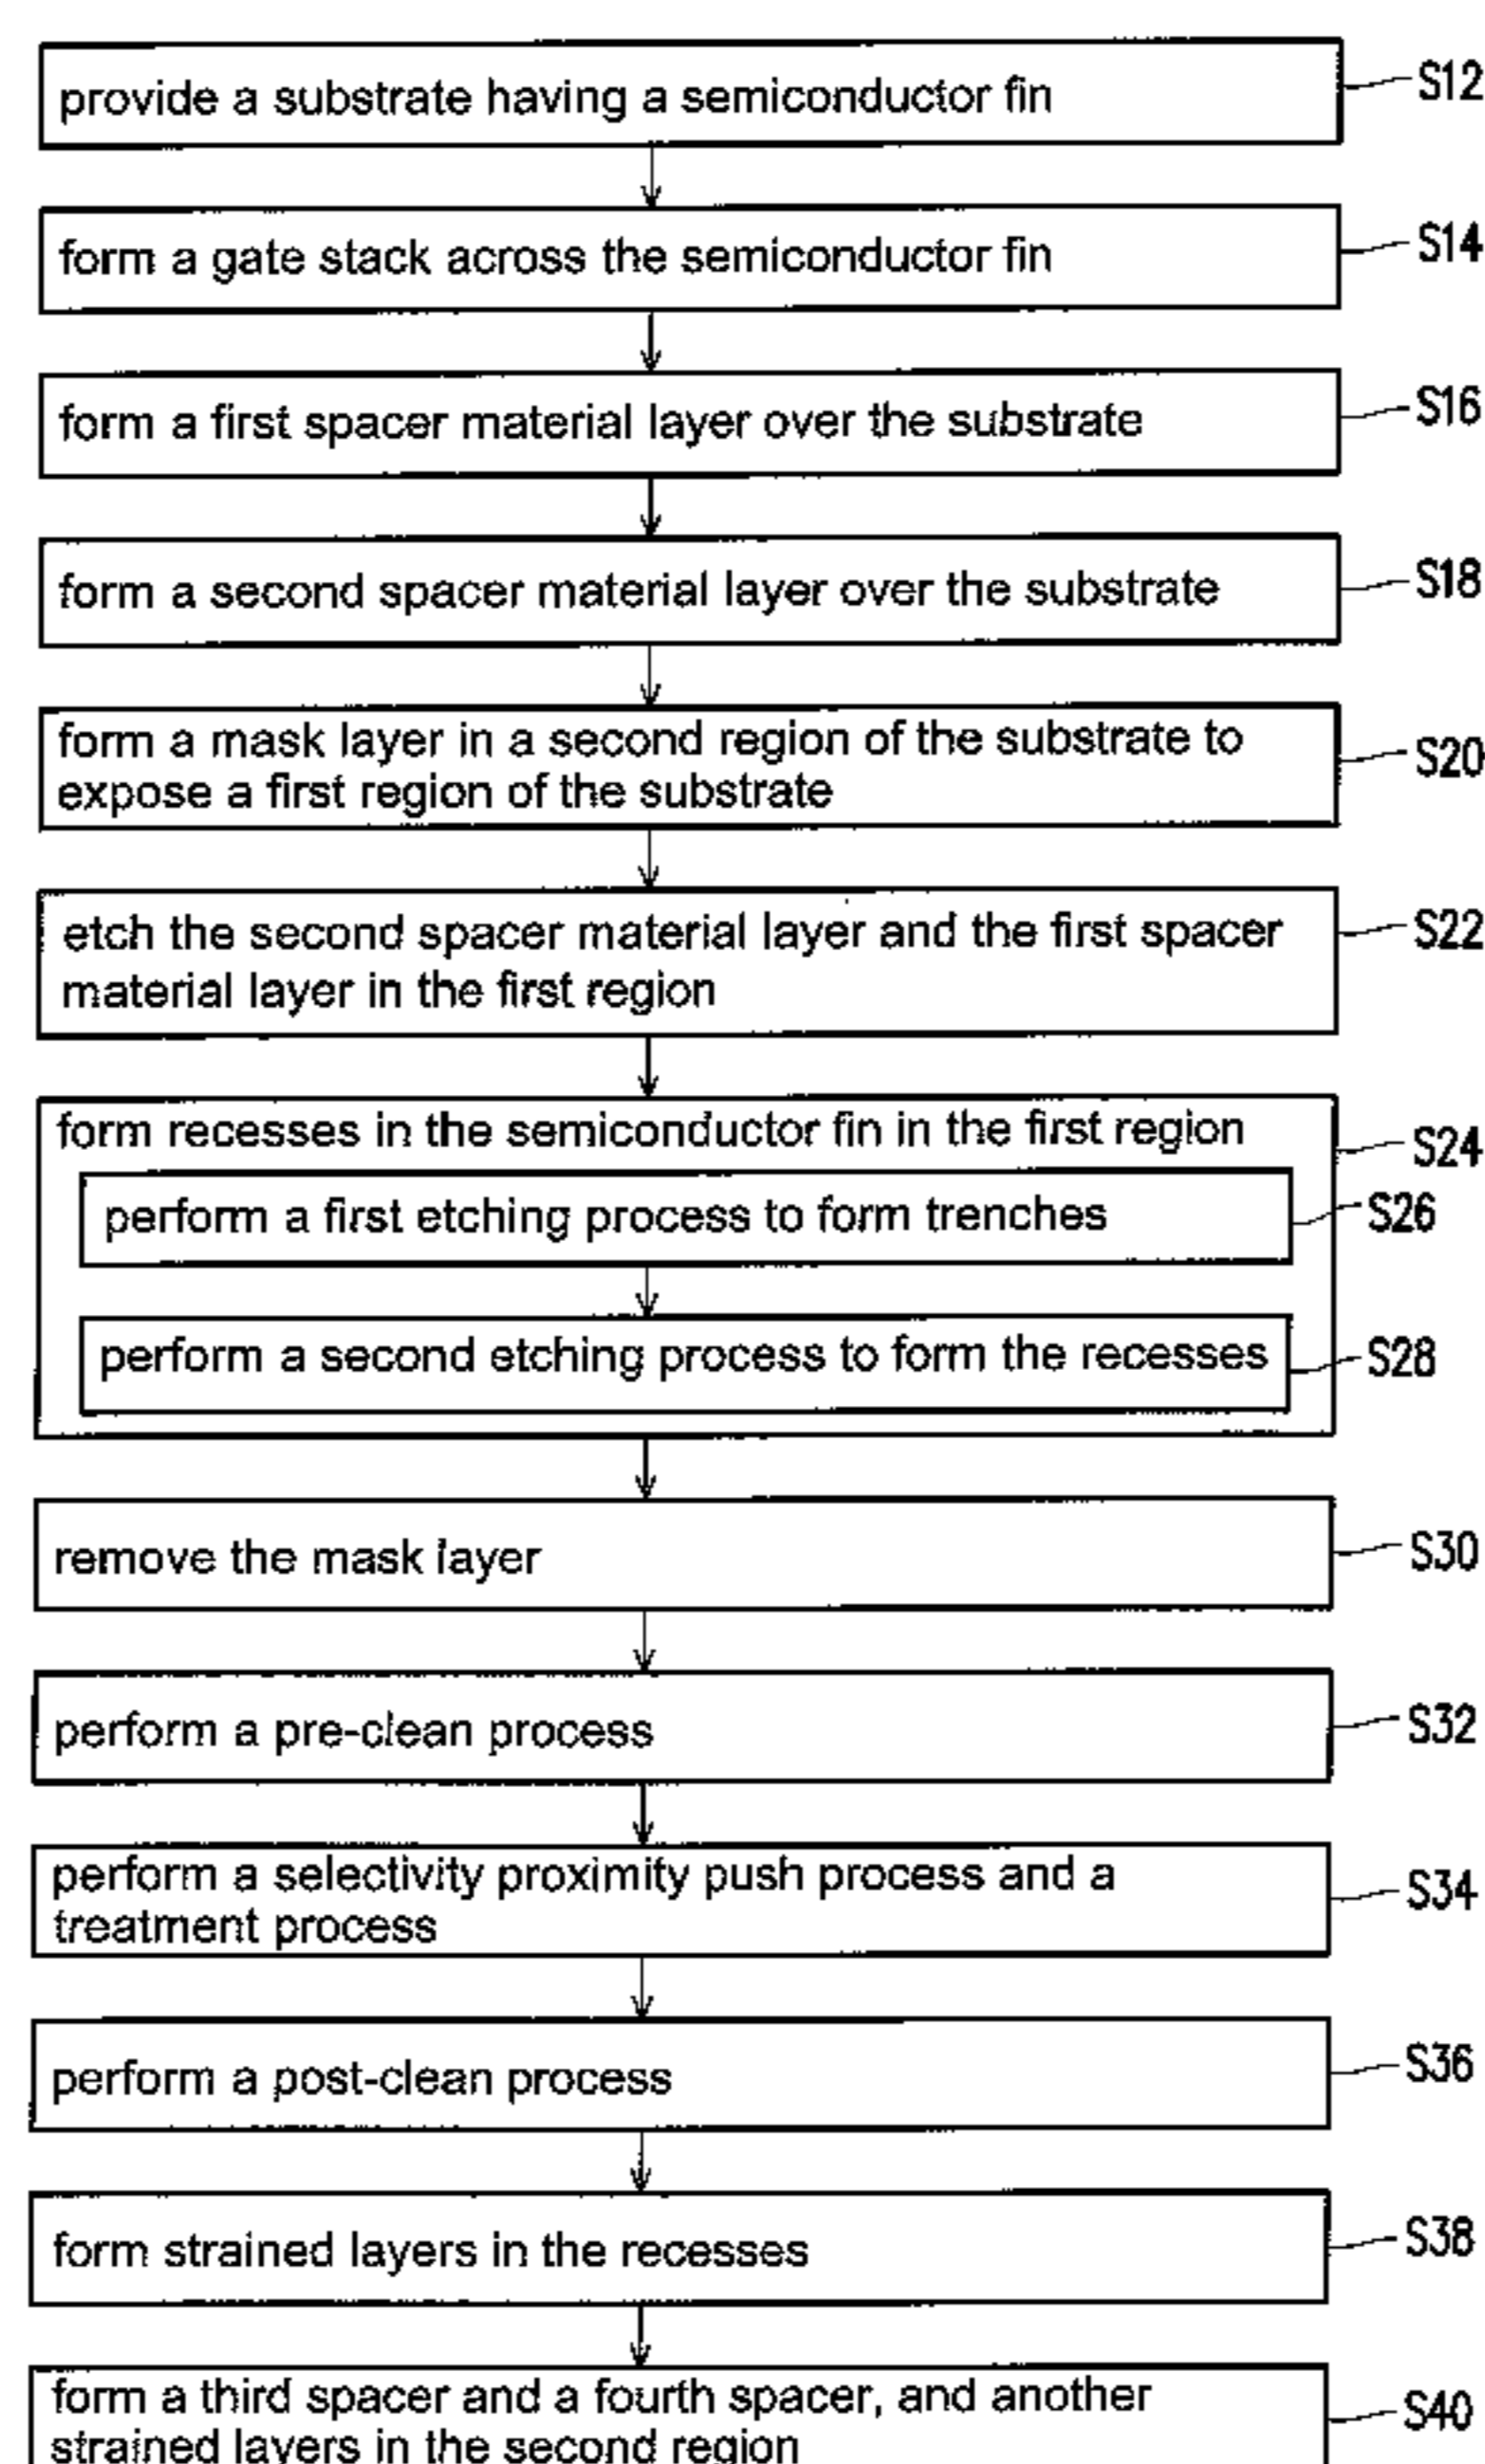 provide a substrate having a semiconductor fin
S12
form a gate stack across the semiconductor fin
S14
form a first spacer material layer over the substrate
S16
form a second spacer material layer over the substrate
S18
form a mask layer in a second region of the substrate to
expose a first region of the substrate
S20
etch the second spacer material layer and the first spacer
material layer in the first region
S22
form recesses in the semiconductor fin in the first region
S24
perform a first etching process to form trenches
S26
perform a second etching process to form the recesses
S28
remove the mask layer
S30
perform a pre-clean process
S32
perform a selectivity proximity push process and a
treatment process
S34
perform a post-clean process
S36
form strained layers in the recesses
S38
form a third spacer and a fourth spacer, and another
strained layers in the second region
S40